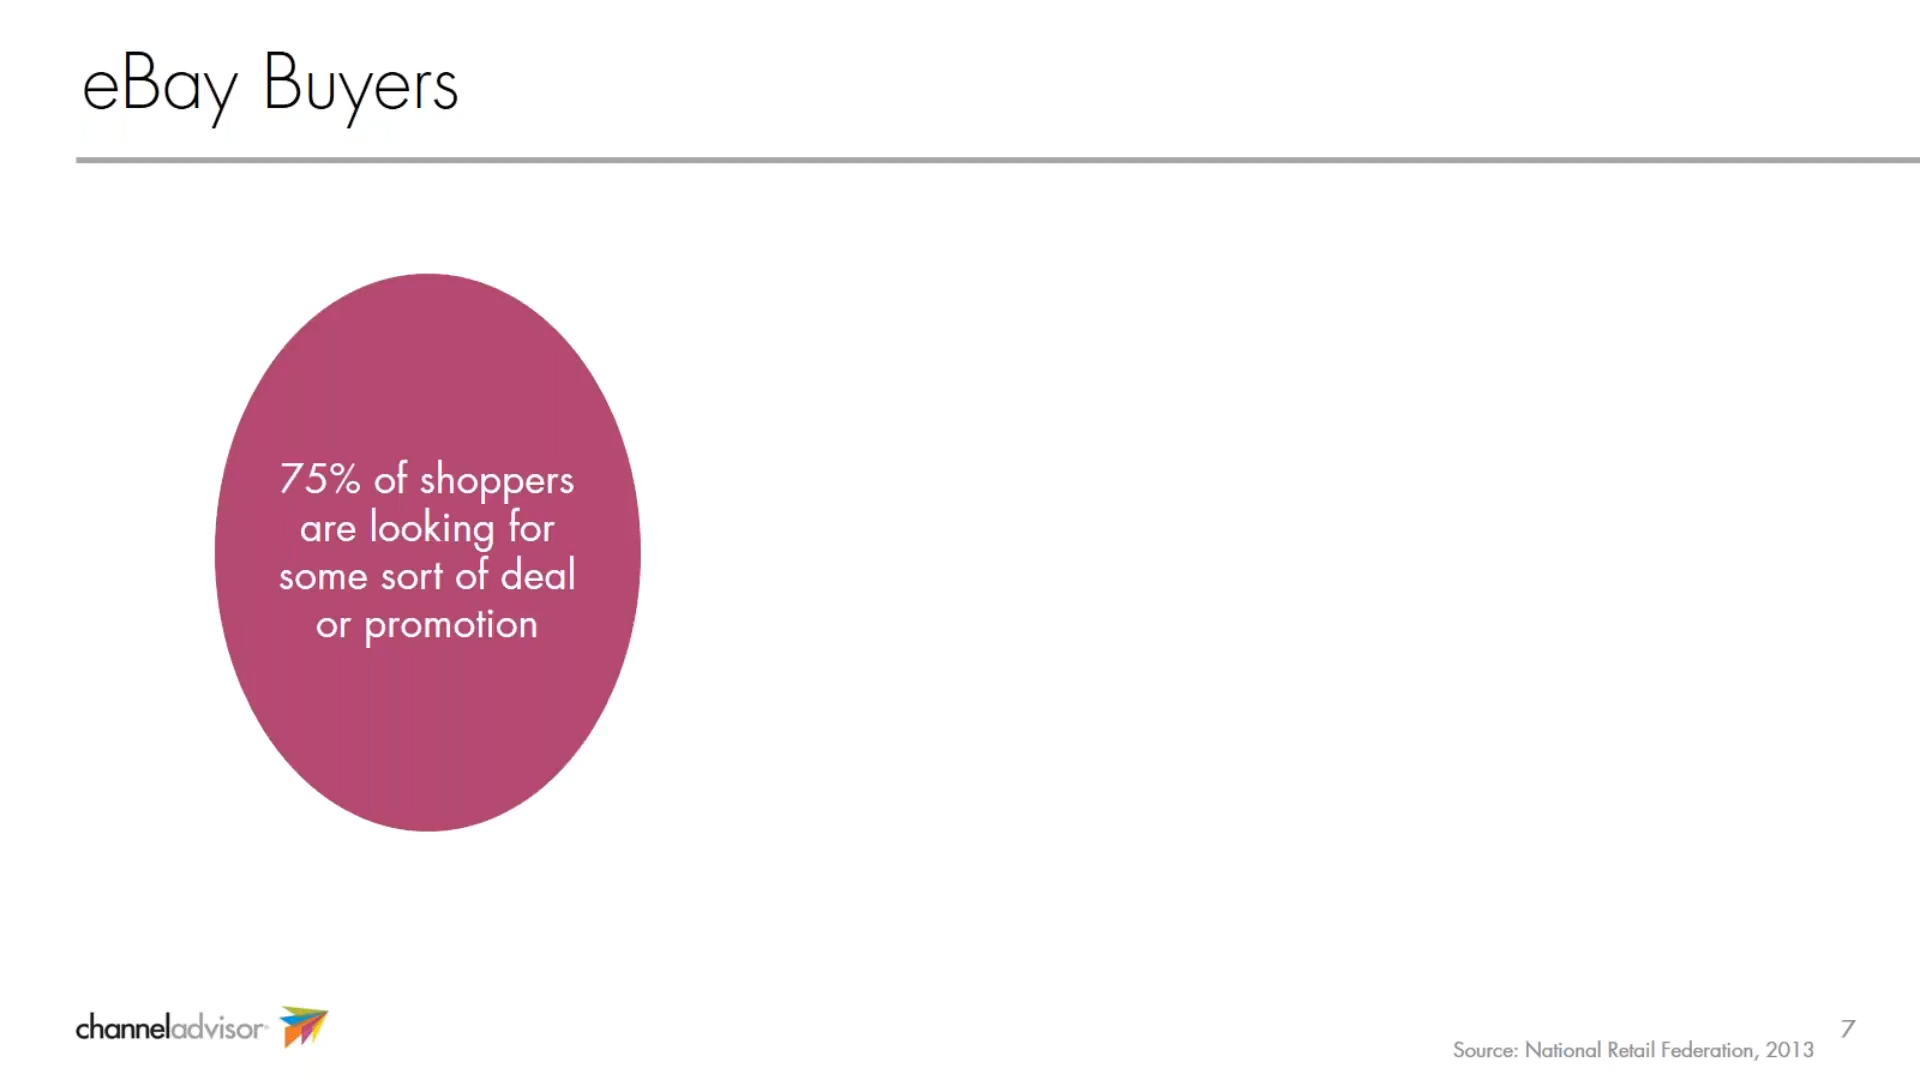 eBay Buyers
75% of shoppers
are looking for
some sort of deal
or promotion
channeladvisor
7
Source: National Retail Federation, 2013